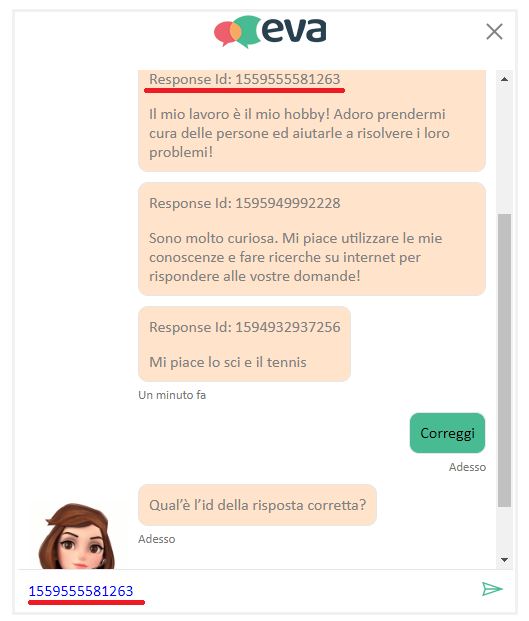 eva
Response Id: 1559555581263
Il mio lavoro è il mio hobby! Adoro prendermi
cura delle persone ed aiutarle a risolvere i loro
problemi!
Response Id: 1595949992228
Sono molto curiosa. Mi piace utilizzare le mie
conoscenze e fare ricerche su internet per
rispondere alle vostre domande!
Response Id: 1594932937256
Mi piace lo sci e il tennis
Un minuto fa
Correggi
Adesso
Qual’è l’id della risposta corretta?
Adesso
1559555581263